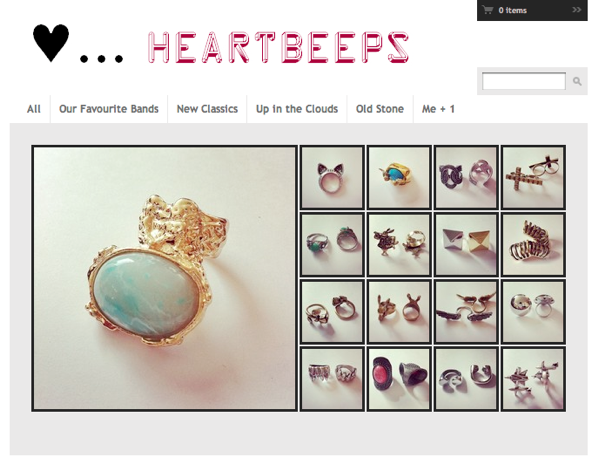 0 items >>
♥... HEARTBEEPS
All Our Favourite Bands New Classics Up in the Clouds Old Stone Me + 1